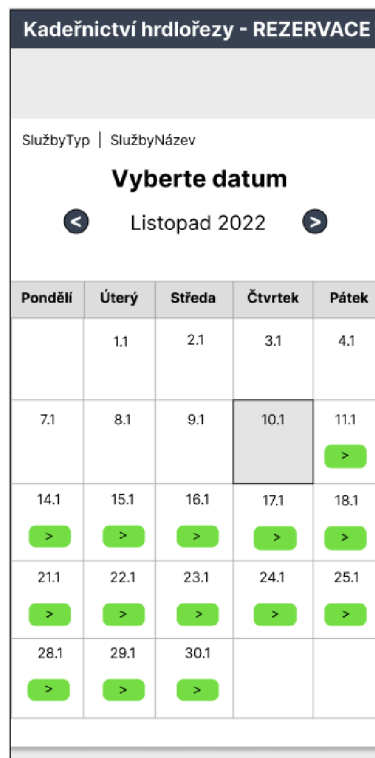 Kadeřnictví hrdlořezy - REZERVACE
SlužbyTyp | SlužbyNázev
Vyberte datum
< Listopad 2022 >
Pondělí Úterý Středa Čtvrtek Pátek
1.1 2.1 3.1 4.1
7.1 8.1 9.1 10.1 11.1
>
14.1 15.1 16.1 17.1 18.1
> > > > >
21.1 22.1 23.1 24.1 25.1
> > > > >
28.1 29.1 30.1
> > >